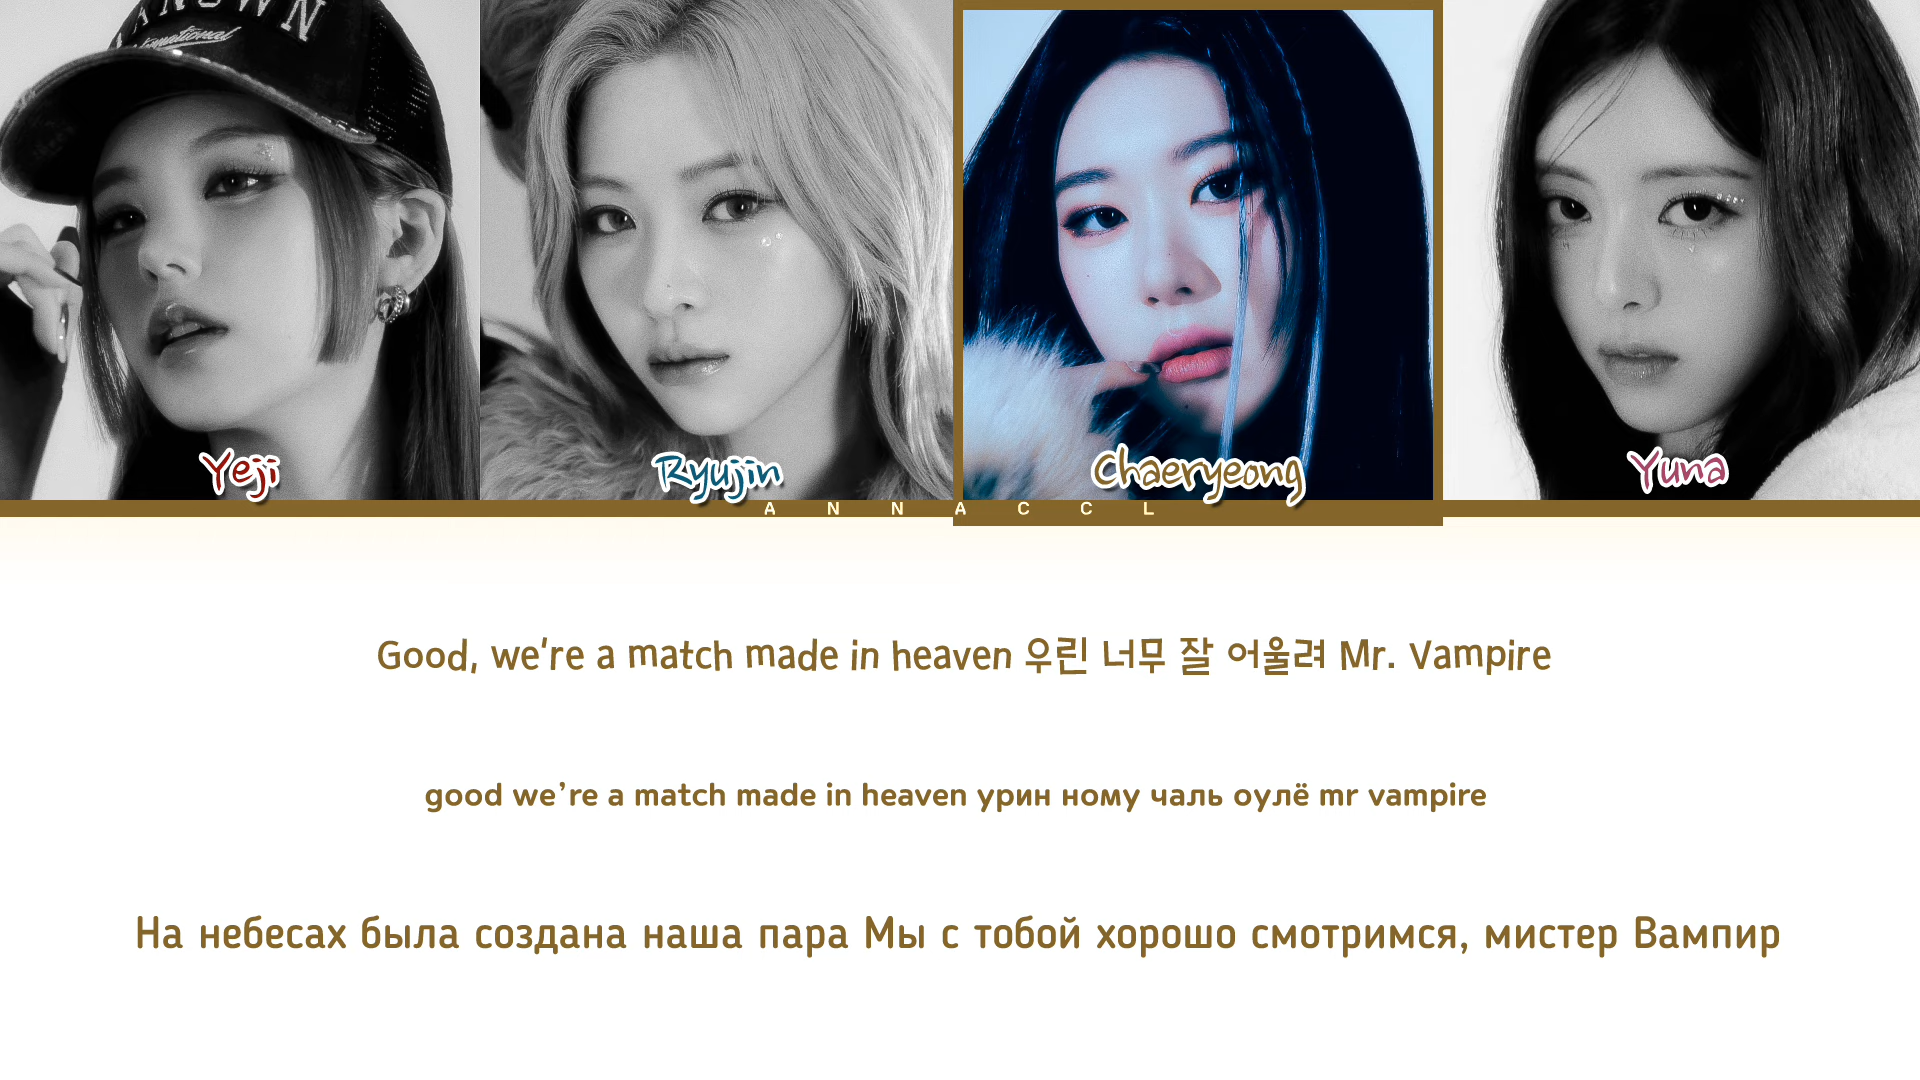 International
Yeji
Ryujin
Chaeryeong
Yuna
ANNACCL
Good, we're a match made in heaven 우린 너무 잘 어울려 Mr. Vampire
good we’re a match made in heaven урин ному чаль оулё mr vampire
На небесах была создана наша пара Мы с тобой хорошо смотримся, мистер Вампир